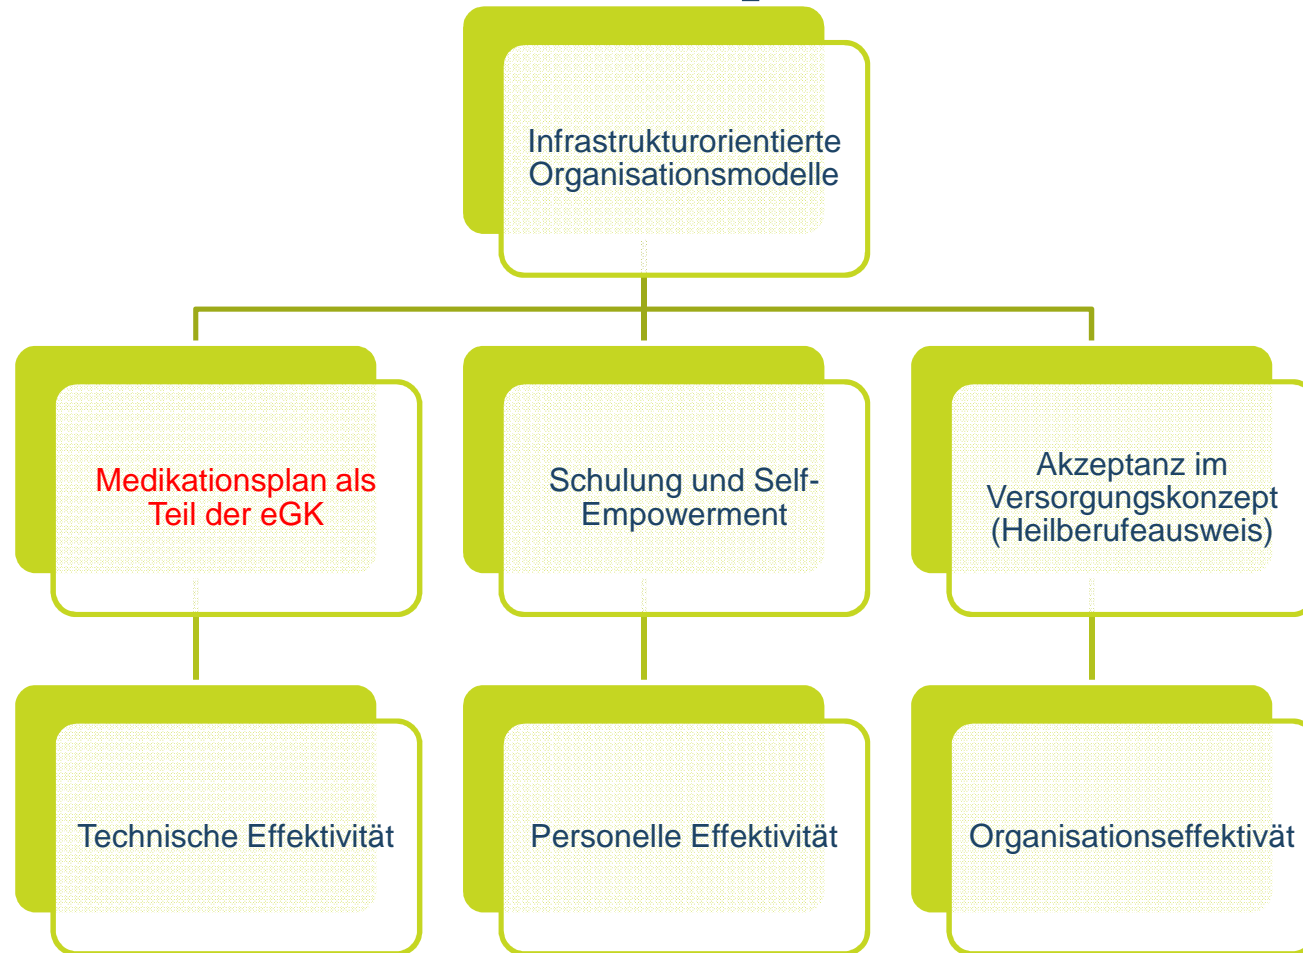 Infrastrukturorientierte
Organisationsmodelle
Medikationsplan als
Teil der eGK
Schulung und Self-
Empowerment
Akzeptanz im
Versorgungskonzept
(Heilberufeausweis)
Technische Effektivität
Personelle Effektivität
Organisationseffektivät